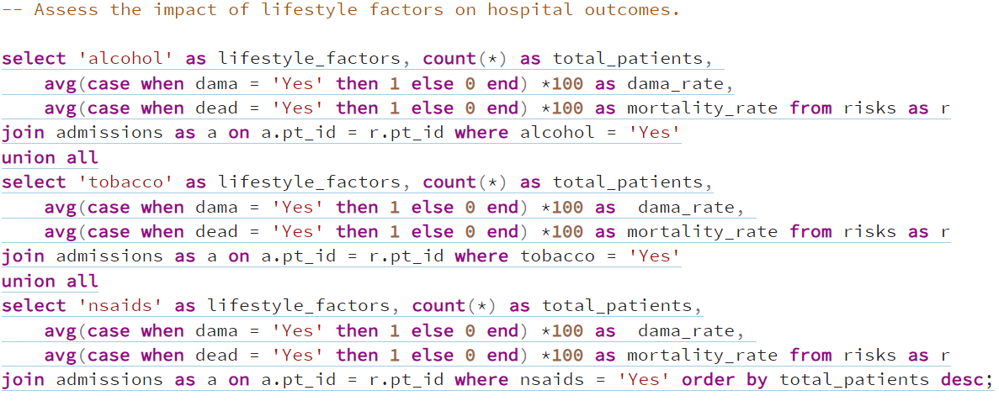 -- Assess the impact of lifestyle factors on hospital outcomes.
select 'alcohol' as lifestyle_factors, count(*) as total_patients,
avg(case when dama = 'Yes' then 1 else 0 end) *100 as dama_rate,
avg(case when dead = 'Yes' then 1 else 0 end) *100 as mortality_rate from risks as r
join admissions as a on a.pt_id = r.pt_id where alcohol = 'Yes'
union all
select 'tobacco' as lifestyle_factors, count(*) as total_patients,
avg(case when dama = 'Yes' then 1 else 0 end) *100 as  dama_rate,
avg(case when dead = 'Yes' then 1 else 0 end) *100 as mortality_rate from risks as r
join admissions as a on a.pt_id = r.pt_id where tobacco = 'Yes'
union all
select 'nsaids' as lifestyle_factors, count(*) as total_patients,
avg(case when dama = 'Yes' then 1 else 0 end) *100 as  dama_rate,
avg(case when dead = 'Yes' then 1 else 0 end) *100 as mortality_rate from risks as r
join admissions as a on a.pt_id = r.pt_id where nsaids = 'Yes' order by total_patients desc;